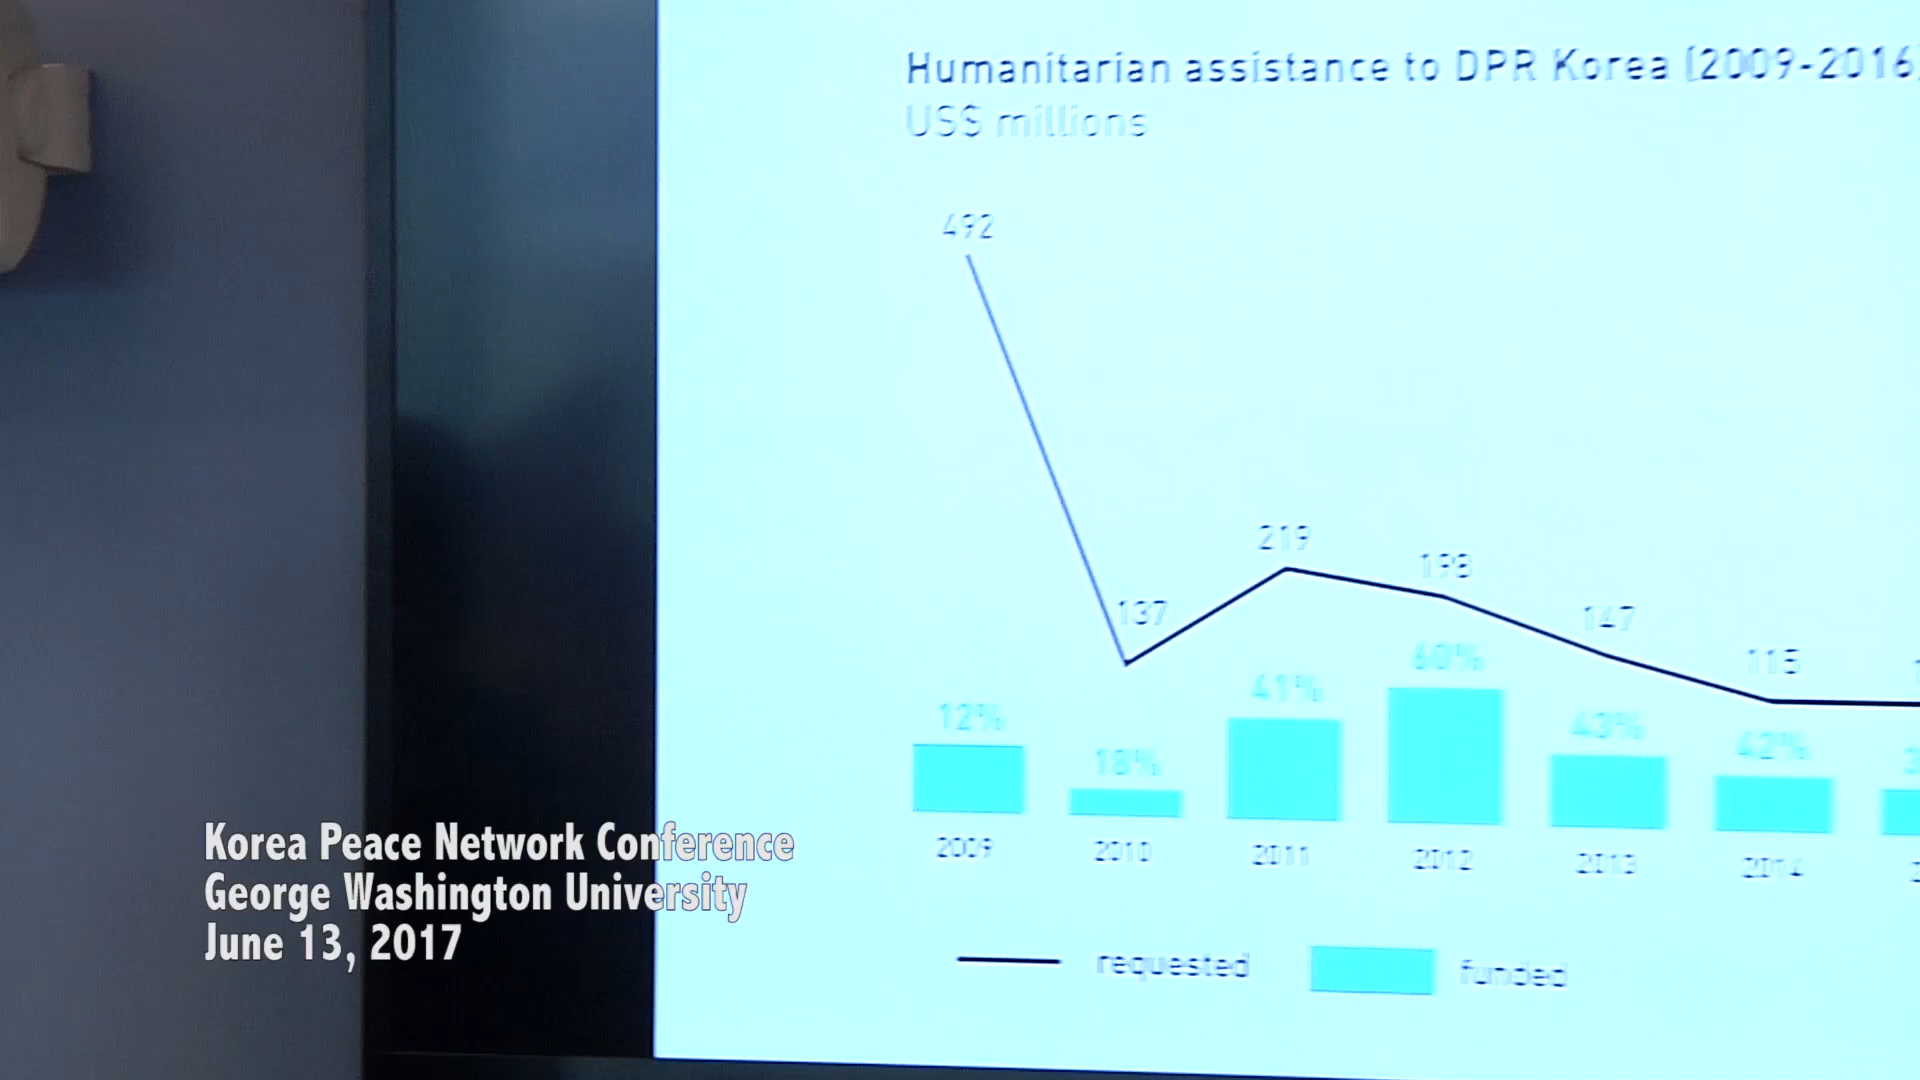 Humanitarian assistance to DPR Korea (2009-2016)
US$ millions
492
219
198
137
147
115
60%
41%
12%
43%
42%
18%
2009
2010
2011
2012
2013
2014
requested
funded
Korea Peace Network Conference
George Washington University
June 13, 2017